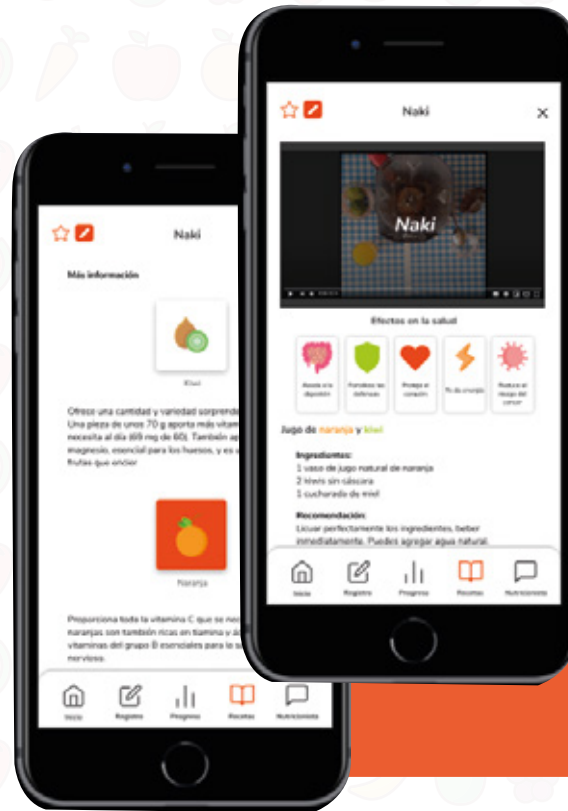 Naki
Más información
Kiwi
Ofrece una cantidad y variedad sorprende
Una pieza de unos 70 g aporta más vitam
necesita al día (69 mg de 60). También ap
magnesio, esencial para los huesos, y es u
frutas que
Naranja
Proporciona toda la vitamina C que se nec
naranjas son también ricas en tiamina y ác
vitaminas del grupo B esenciales para le s
nerviosa.
Inicio
Registro
Progreso
Recetas
Nutricionista
Naki
Naki
Efectos en la salud
Ayuda a la
digestión
Fortalece las
defensas
Protege el
corazón
Te da energía
Reduce el
riesgo del
cáncer
Jugo de naranja y kiwi
Ingredientes:
1 vaso de jugo natural de naranja
2 kiwis sin cáscara
1 cucharada de miel
Recomendación:
Licuar perfectamente los ingredientes, beber
inmediatamente. Puedes agregar agua natural.
Inicio
Registro
Progreso
Recetas
Nutricionista